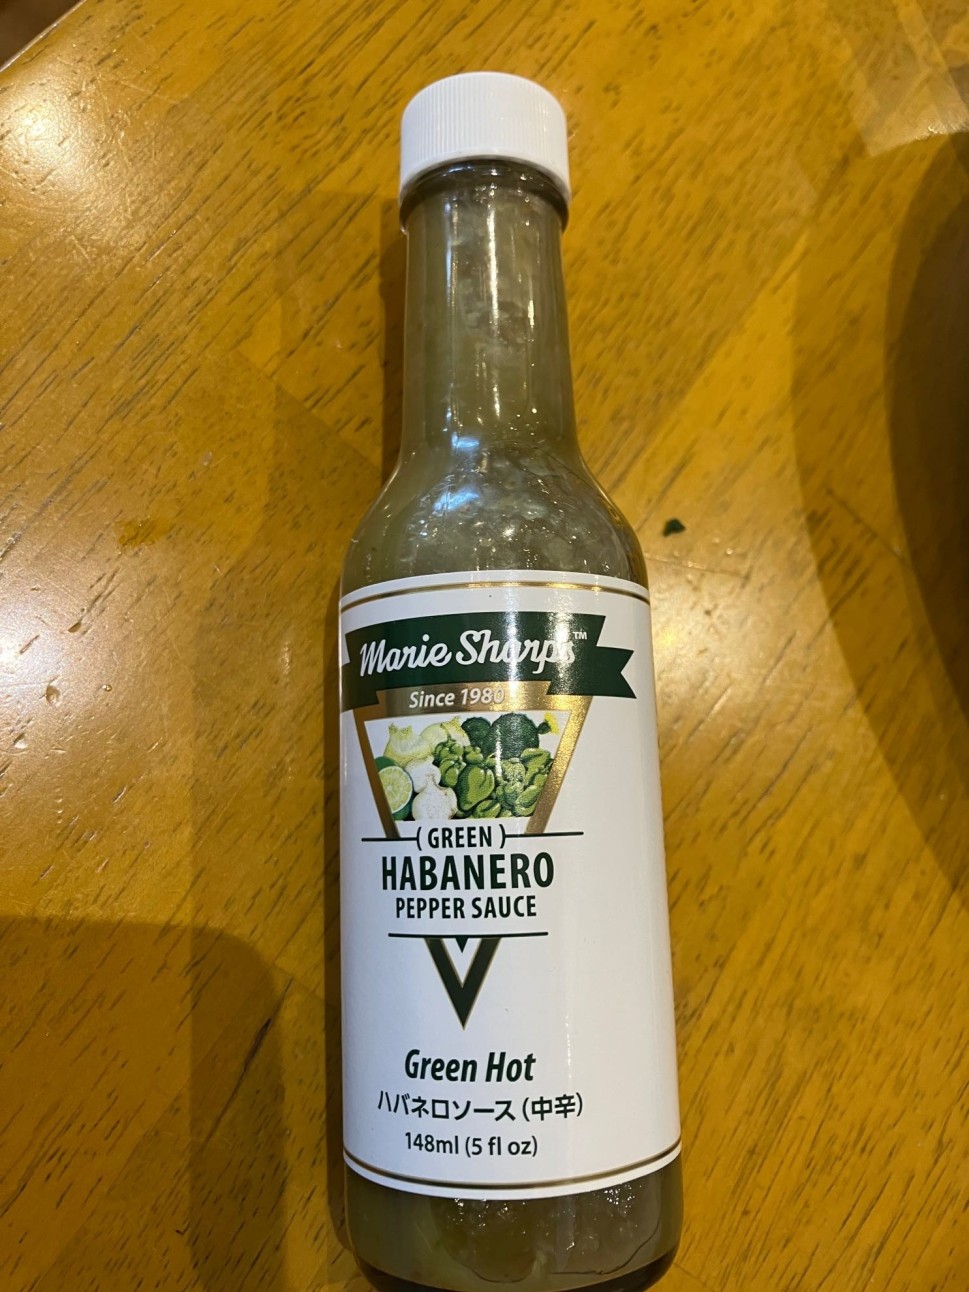 Marie Sharp's™
Since 1980
(GREEN)
HABANERO
PEPPER SAUCE
Green Hot
ハバネロソース(中辛)
148ml (5 fl oz)